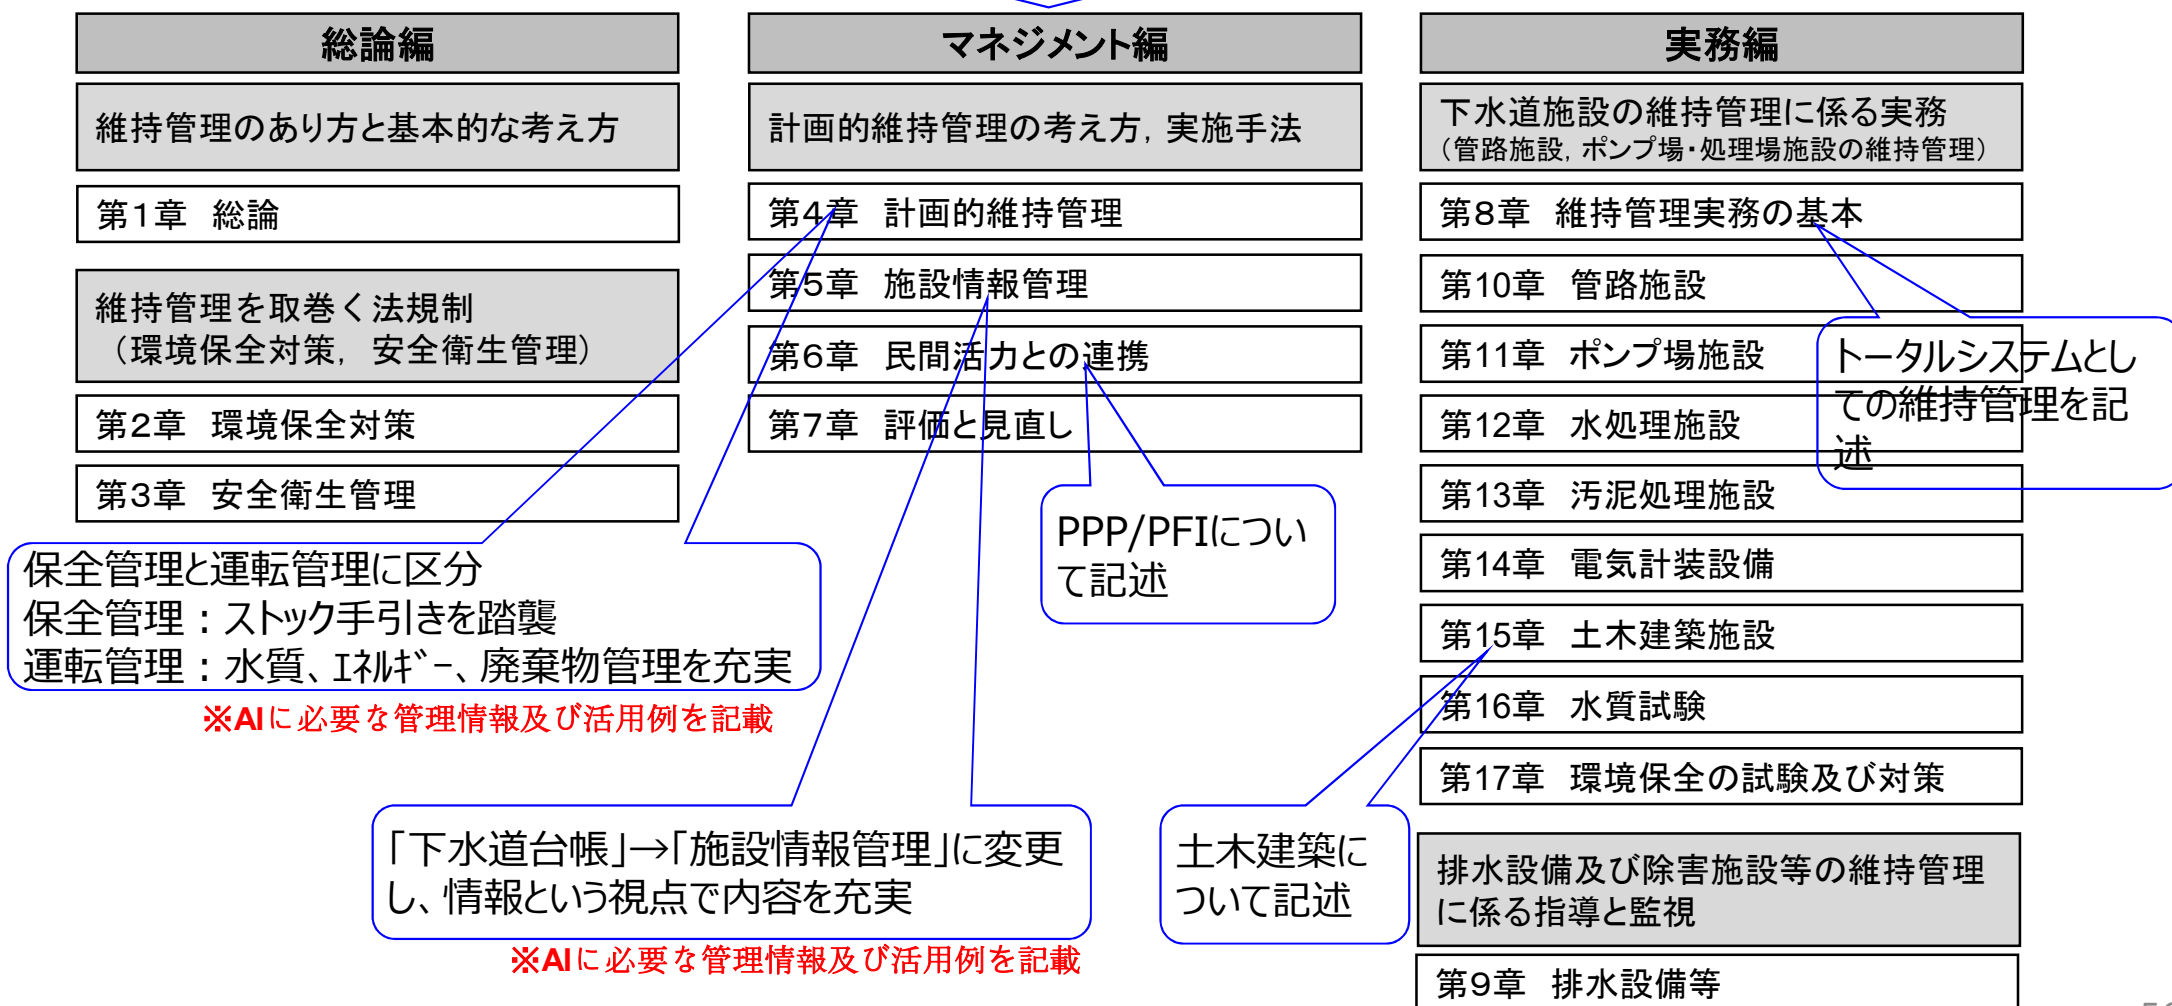 総論編
維持管理のあり方と基本的な考え方
第1章　総論
維持管理を取巻く法規制
（環境保全対策，安全衛生管理）
第2章　環境保全対策
第3章　安全衛生管理
保全管理と運転管理に区分
保全管理：ストック手引きを踏襲
運転管理：水質、ｴﾈﾙｷﾞｰ、廃棄物管理を充実
※AIに必要な管理情報及び活用例を記載
マネジメント編
計画的維持管理の考え方，実施手法
第4章　計画的維持管理
第5章　施設情報管理
第6章　民間活力との連携
第7章　評価と見直し
PPP/PFIについ
て記述
「下水道台帳」→「施設情報管理」に変更
し、情報という視点で内容を充実
※AIに必要な管理情報及び活用例を記載
実務編
下水道施設の維持管理に係る実務
（管路施設，ポンプ場・処理場施設の維持管理）
第8章　維持管理実務の基本
第10章　管路施設
第11章　ポンプ場施設
第12章　水処理施設
第13章　汚泥処理施設
第14章　電気計装設備
第15章　土木建築施設
第16章　水質試験
第17章　環境保全の試験及び対策
トータルシステムとし
ての維持管理を記
述
土木建築に
ついて記述
排水設備及び除害施設等の維持管理
に係る指導と監視
第9章　排水設備等